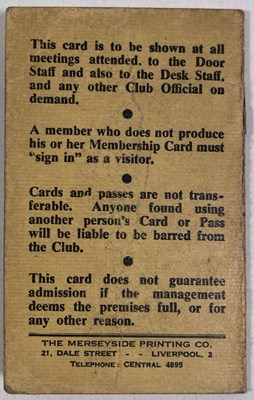 This card is to be shown at all
meetings attended, to the Door
Staff and also to the Desk Staff,
and any other Club Official on
demand.
A member who does not produce
his or her Membership Card must
"sign in" as a visitor.
Cards and passes are not trans-
ferable. Anyone found using
another person's Card or Pass
will be liable to be barred from
the Club.
This card does not guarantee
admission if the management
deems the premises full, or for
any other reason.
THE MERSEYSIDE PRINTING CO.
21, DALE STREET - - LIVERPOOL, 2
TELEPHONE: CENTRAL 4895